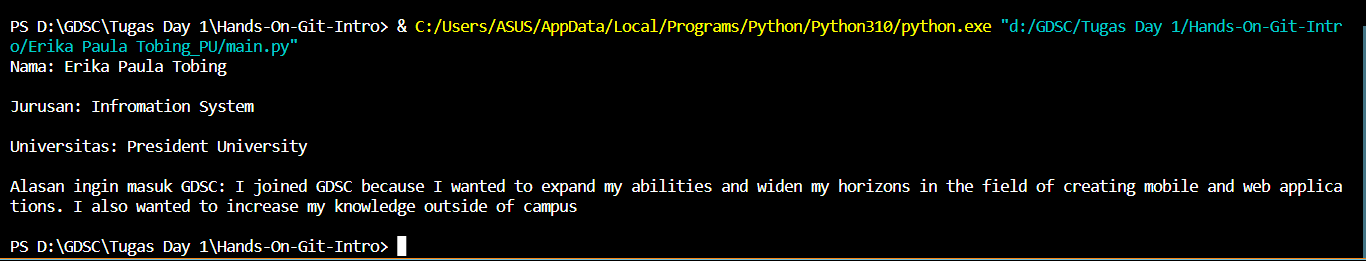 PS D:\GDSC\Tugas Day 1\Hands-On-Git-Intro> & C:/Users/ASUS/AppData/Local/Programs/Python/Python310/python.exe "d:/GDSC/Tugas Day 1/Hands-On-Git-Intr
o/Erika Paula Tobing_PU/main.py"
Nama: Erika Paula Tobing
Jurusan: Infromation System
Universitas: President University
Alasan ingin masuk GDSC: I joined GDSC because I wanted to expand my abilities and widen my horizons in the field of creating mobile and web applica
tions. I also wanted to increase my knowledge outside of campus
PS D:\GDSC\Tugas Day 1\Hands-On-Git-Intro>